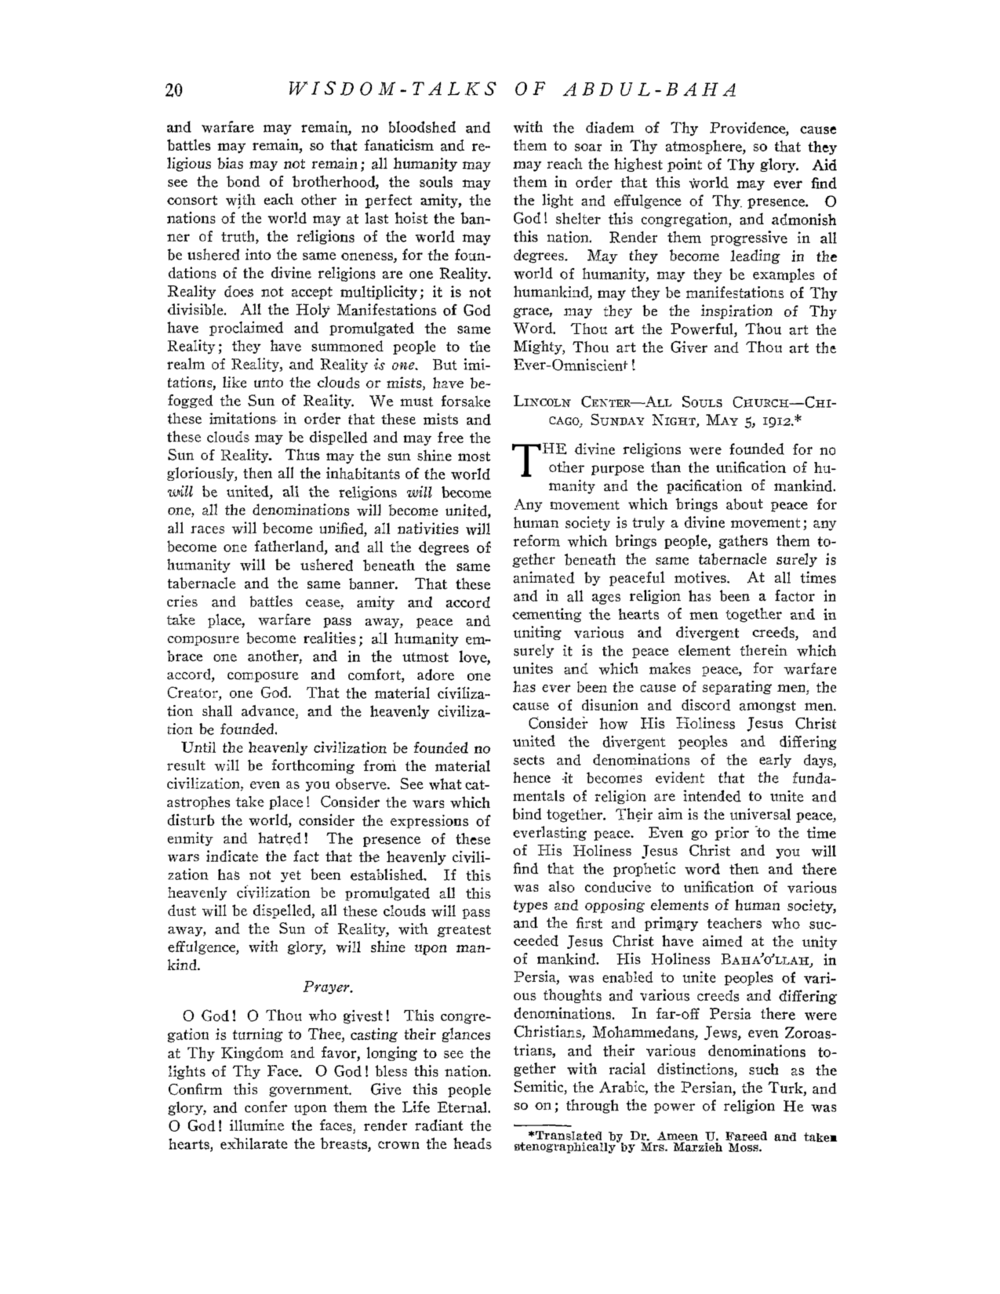 20 WISDOM-TALKS OF ABDUL-BAHA
and warfare may remain, no bloodshed and
battles may remain, so that fanaticism and re-
ligious bias may not remain; all humanity may
see the bond of brotherhood, the souls may
consort with each other in perfect amity, the
nations of the world may at last hoist the ban-
ner of truth, the religions of the world may
be ushered into the same oneness, for the foun-
dations of the divine religions are one Reality.
Reality does not accept multiplicity; it is not
divisible. All the Holy Manifestations of God
have proclaimed and promulgated the same
Reality; they have summoned people to the
realm of Reality, and Reality is one. But imi-
tations, like unto the clouds or mists, have be-
fogged the Sun of Reality. We must forsake
these imitations in order that these mists and
these clouds may be dispelled and may free the
Sun of Reality. Thus may the sun shine most
gloriously, then all the inhabitants of the world
will be united, all the religions will become
one, all the denominations will become united,
all races will become unified, all nativities will
become one fatherland, and all the degrees of
humanity will be ushered beneath the same
tabernacle and the same banner. That these
cries and battles cease, amity and accord
take place, warfare pass away, peace and
composure become realities; all humanity em-
brace one another, and in the utmost love,
accord, composure and comfort, adore one
Creator, one God. That the material civiliza-
tion shall advance, and the heavenly civiliza-
tion be founded.
Until the heavenly civilization be founded no
result will be forthcoming from the material
civilization, even as you observe. See what cat-
astrophes take place! Consider the wars which
disturb the world, consider the expressions of
enmity and hatred! The presence of these
wars indicate the fact that the heavenly civili-
zation has not yet been established. If this
heavenly civilization be promulgated all this
dust will be dispelled, all these clouds will pass
away, and the Sun of Reality, with greatest
effulgence, with glory, will shine upon man-
kind.
Prayer.
O God! O Thou who givest! This congre-
gation is turning to Thee, casting their glances
at Thy Kingdom and favor, longing to see the
lights of Thy Face. O God! bless this nation.
Confirm this government. Give this people
glory, and confer upon them the Life Eternal.
O God! illumine the faces, render radiant the
hearts, exhilarate the breasts, crown the heads
with the diadem of Thy Providence, cause
them to soar in Thy atmosphere, so that they
may reach the highest point of Thy glory. Aid
them in order that this world may ever find
the light and effulgence of Thy presence. O
God! shelter this congregation, and admonish
this nation. Render them progressive in all
degrees. May they become leading in the
world of humanity, may they be examples of
humankind, may they be manifestations of Thy
grace, may they be the inspiration of Thy
Word. Thou art the Powerful, Thou art the
Mighty, Thou art the Giver and Thou art the
Ever-Omniscient!
LINCOLN CENTER—ALL SOULS CHURCH—CHI-
CAGO, SUNDAY NIGHT, MAY 5, 1912.*
THE divine religions were founded for no
other purpose than the unification of hu-
manity and the pacification of mankind.
Any movement which brings about peace for
human society is truly a divine movement; any
reform which brings people, gathers them to-
gether beneath the same tabernacle surely is
animated by peaceful motives. At all times
and in all ages religion has been a factor in
cementing the hearts of men together and in
uniting various and divergent creeds, and
surely it is the peace element therein which
unites and which makes peace, for warfare
has ever been the cause of separating men, the
cause of disunion and discord amongst men.
Consider how His Holiness Jesus Christ
united the divergent peoples and differing
sects and denominations of the early days,
hence it becomes evident that the funda-
mentals of religion are intended to unite and
bind together. Their aim is the universal peace,
everlasting peace. Even go prior to the time
of His Holiness Jesus Christ and you will
find that the prophetic word then and there
was also conducive to unification of various
types and opposing elements of human society,
and the first and primary teachers who suc-
ceeded Jesus Christ have aimed at the unity
of mankind. His Holiness BAHA'O'LLAH, in
Persia, was enabled to unite peoples of vari-
ous thoughts and various creeds and differing
denominations. In far-off Persia there were
Christians, Mohammedans, Jews, even Zoroas-
trians, and their various denominations to-
gether with racial distinctions, such as the
Semitic, the Arabic, the Persian, the Turk, and
so on; through the power of religion He was
*Translated by Dr. Ameen U. Fareed and taken
stenographically by Mrs. Marzieh Moss.